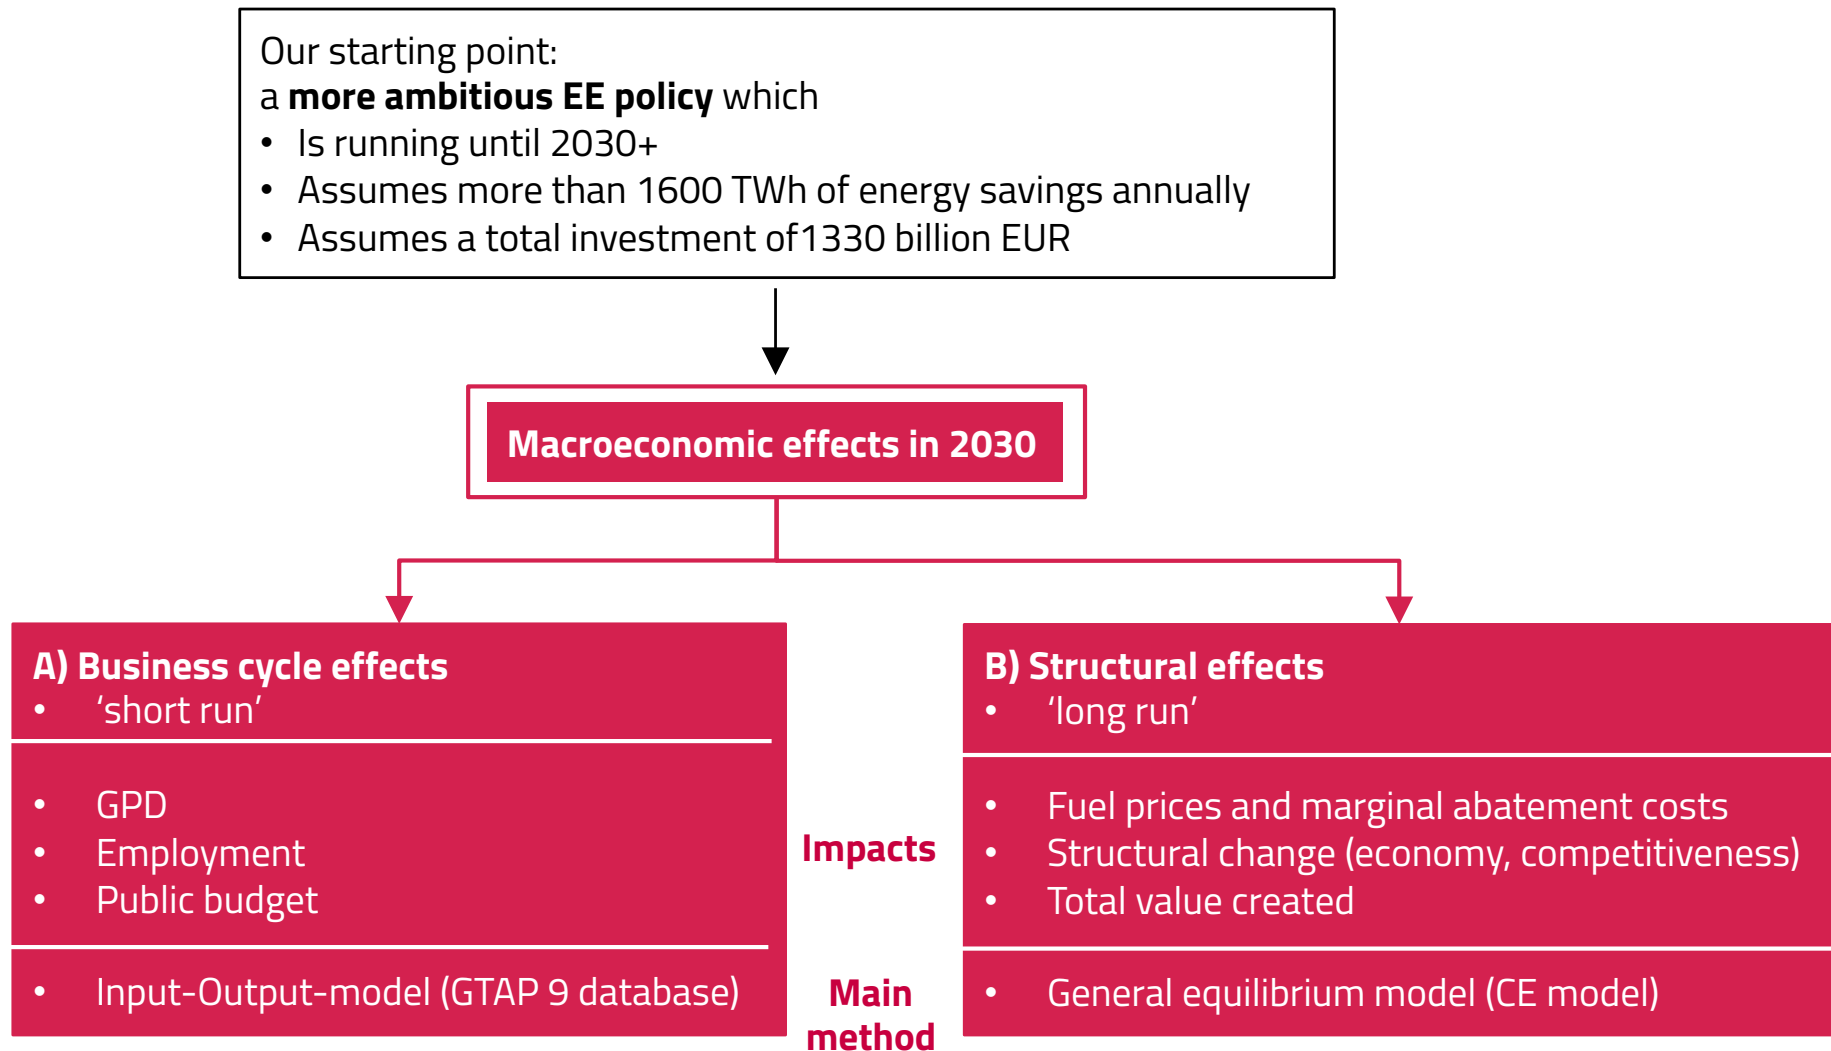 Our starting point:
a more ambitious EE policy which
• Is running until 2030+
• Assumes more than 1600 TWh of energy savings annually
• Assumes a total investment of1330 billion EUR
Macroeconomic effects in 2030
A) Business cycle effects
• ‘short run’
• GPD
• Employment
• Public budget
• Input-Output-model (GTAP 9 database)
Impacts
Main
method
B) Structural effects
• ‘long run’
• Fuel prices and marginal abatement costs
• Structural change (economy, competitiveness)
• Total value created
• General equilibrium model (CE model)